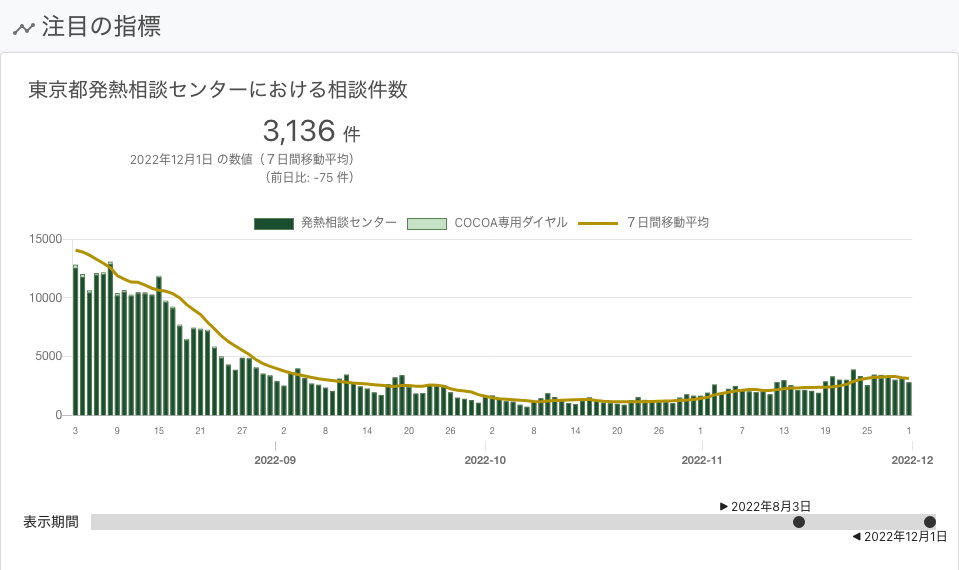 注目の指標
東京都発熱相談センターにおける相談件数
3,136 件
2022年12月1日 の数値（７日間移動平均）
（前日比: -75 件）
発熱相談センター COCOA専用ダイヤル ７日間移動平均
15000
10000
5000
0
3 9 15 21 27 2 8 14 20 26 2 8 14 20 26 1 7 13 19 25 1
2022-09 2022-10 2022-11 2022-12
▶ 2022年8月3日
表示期間
◀ 2022年12月1日